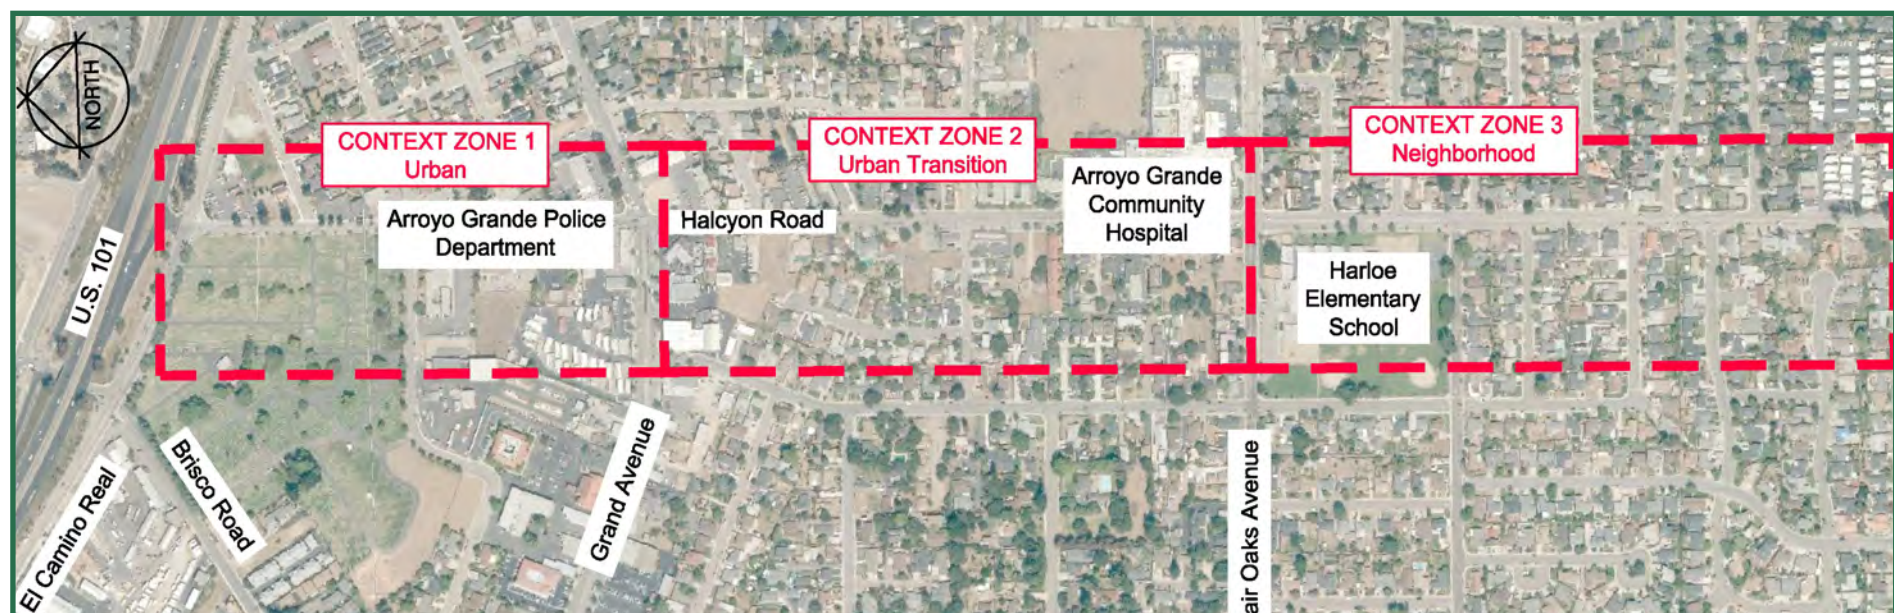 NORTH
CONTEXT ZONE 1
Urban
CONTEXT ZONE 2
Urban Transition
CONTEXT ZONE 3
Neighborhood
Arroyo Grande Police
Department
Halcyon Road
Arroyo Grande
Community
Hospital
Harloe
Elementary
School
U.S. 101
El Camino Real
Brisco Road
Grand Avenue
air Oaks Avenue